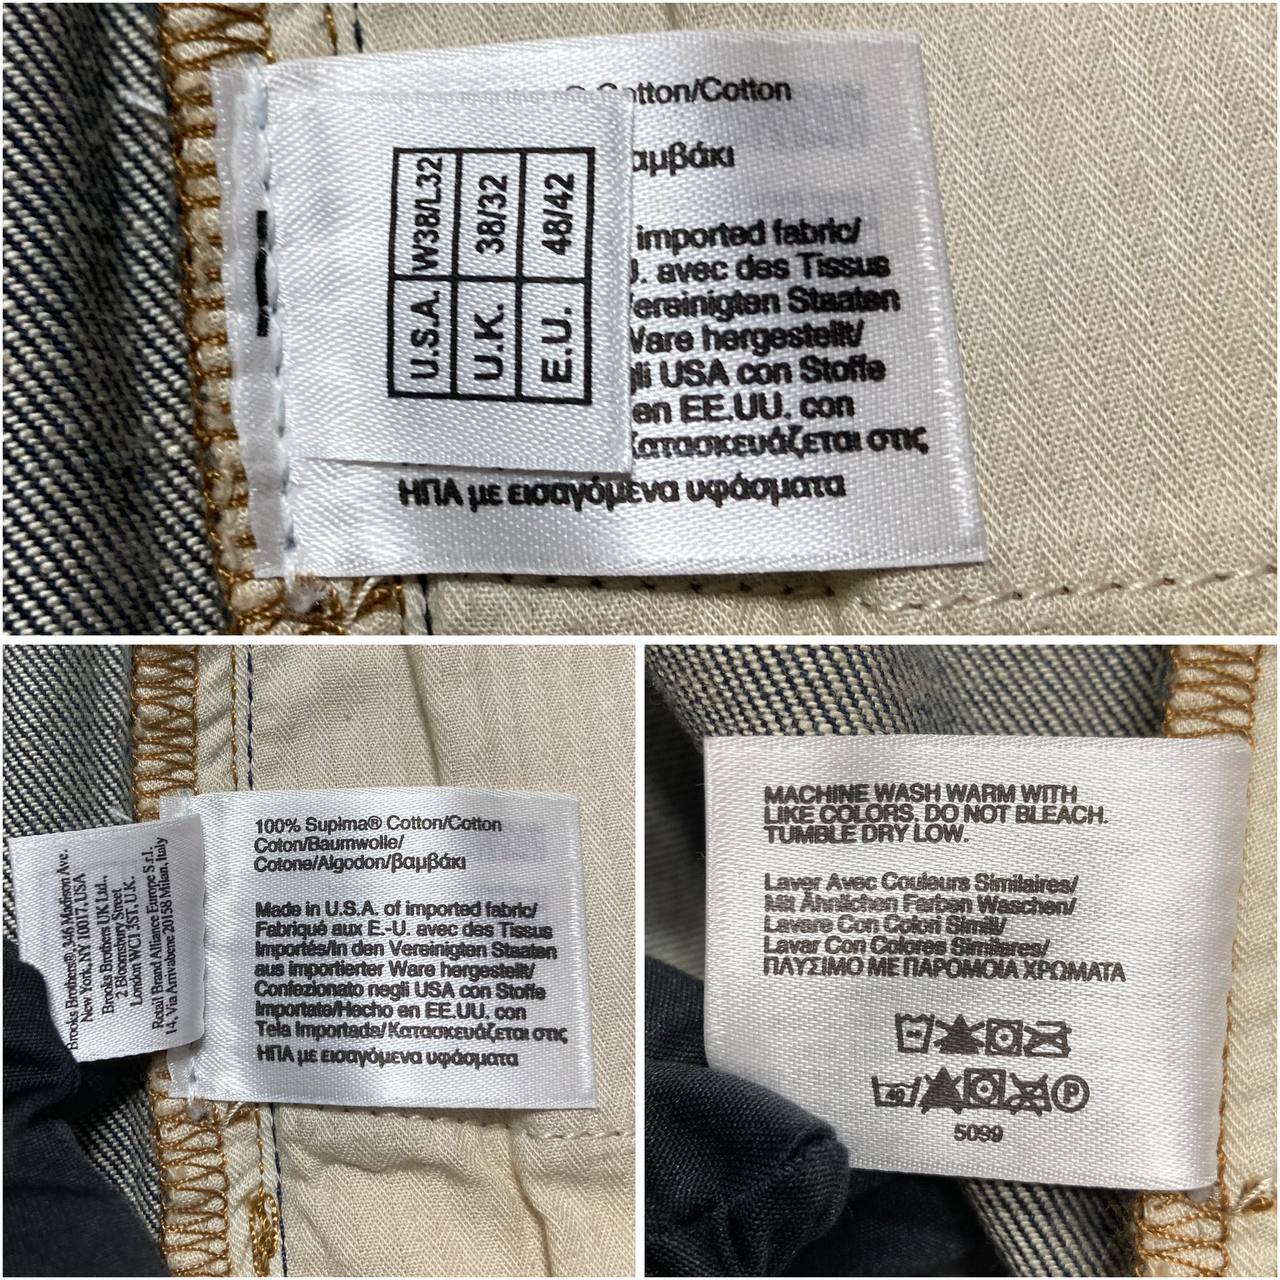 Cotton/Cotton
αμβάκι
imported fabric/
U. avec des Tissus
Vereinigten Staaten
Ware hergestellt/
gli USA con Stoffe
en EE.UU. con
Κατασκευάζεται στις
ΗΠΑ με εισαγόμενα υφάσματα
U.S.A. W38/L32
U.K. 38/32
E.U. 48/42
Brooks Brothers®, 346 Madison Ave.
New York, NY 10017, USA
Brooks Brothers UK Ltd.,
2 Bloomsbury Street
London WC1 3ST, U.K.
Retail Brand Alliance Europe S.r.l.
14, Via Arrivabene 20158 Milan, Italy
100% Supima® Cotton/Cotton
Coton/Baumwolle/
Cotone/Algodon/βαμβάκι
Made in U.S.A. of imported fabric/
Fabriqué aux E.-U. avec des Tissus
Importés/In den Vereinigten Staaten
aus importierter Ware hergestellt/
Confezionato negli USA con Stoffe
Importate/Hecho en EE.UU. con
Tela Importada/Κατασκευάζεται στις
ΗΠΑ με εισαγόμενα υφάσματα
MACHINE WASH WARM WITH
LIKE COLORS. DO NOT BLEACH.
TUMBLE DRY LOW.
Laver Avec Couleurs Similaires/
Mit Ähnlichen Farben Waschen/
Lavare Con Colori Simili/
Lavar Con Colores Similares/
ΠΛΥΣΙΜΟ ΜΕ ΠΑΡΟΜΟΙΑ ΧΡΩΜΑΤΑ
P
5099